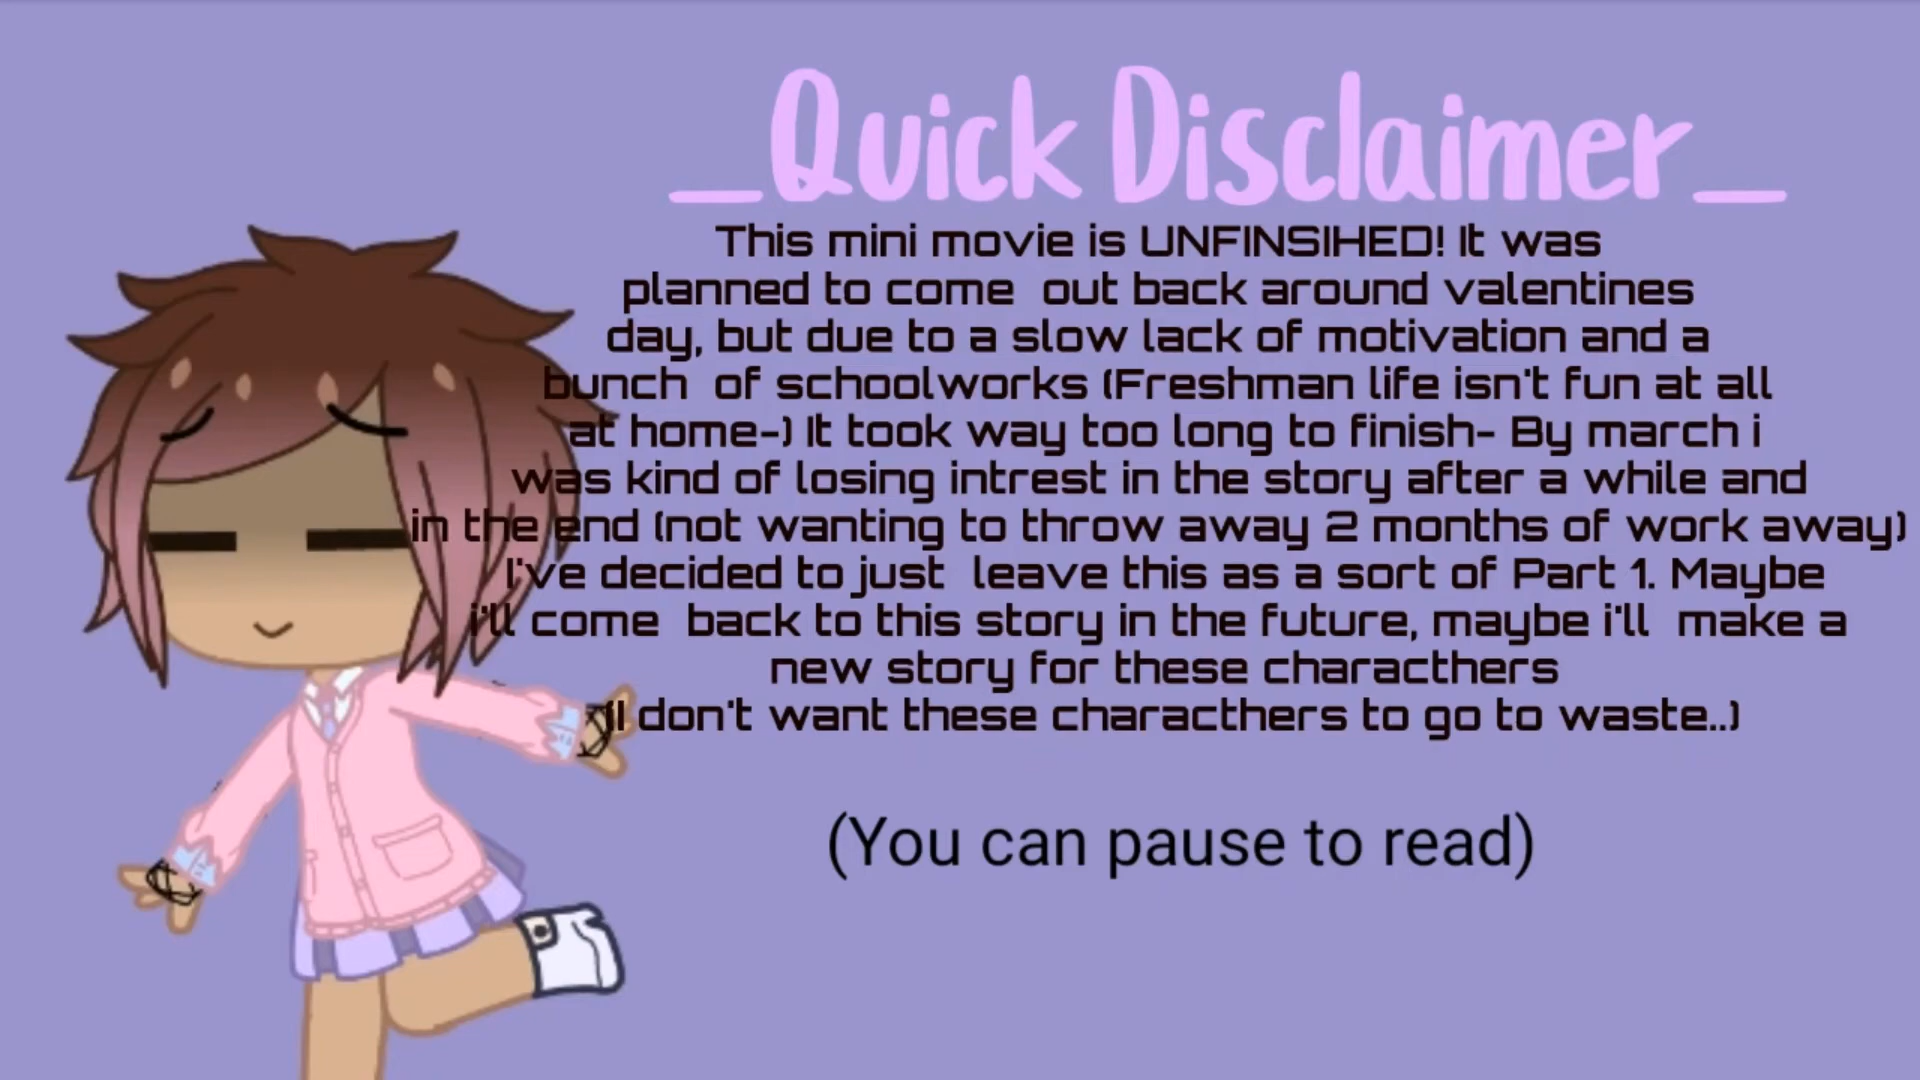 _Quick Disclaimer_
This mini movie is UNFINSIHED! It was
planned to come out back around valentines
day, but due to a slow lack of motivation and a
bunch of schoolworks (Freshman life isn't fun at all
at home-) It took way too long to finish- By march i
was kind of losing intrest in the story after a while and
in the end (not wanting to throw away 2 months of work away)
I've decided to just leave this as a sort of Part 1. Maybe
i'll come back to this story in the future, maybe i'll make a
new story for these characthers
(I don't want these characthers to go to waste..)
(You can pause to read)